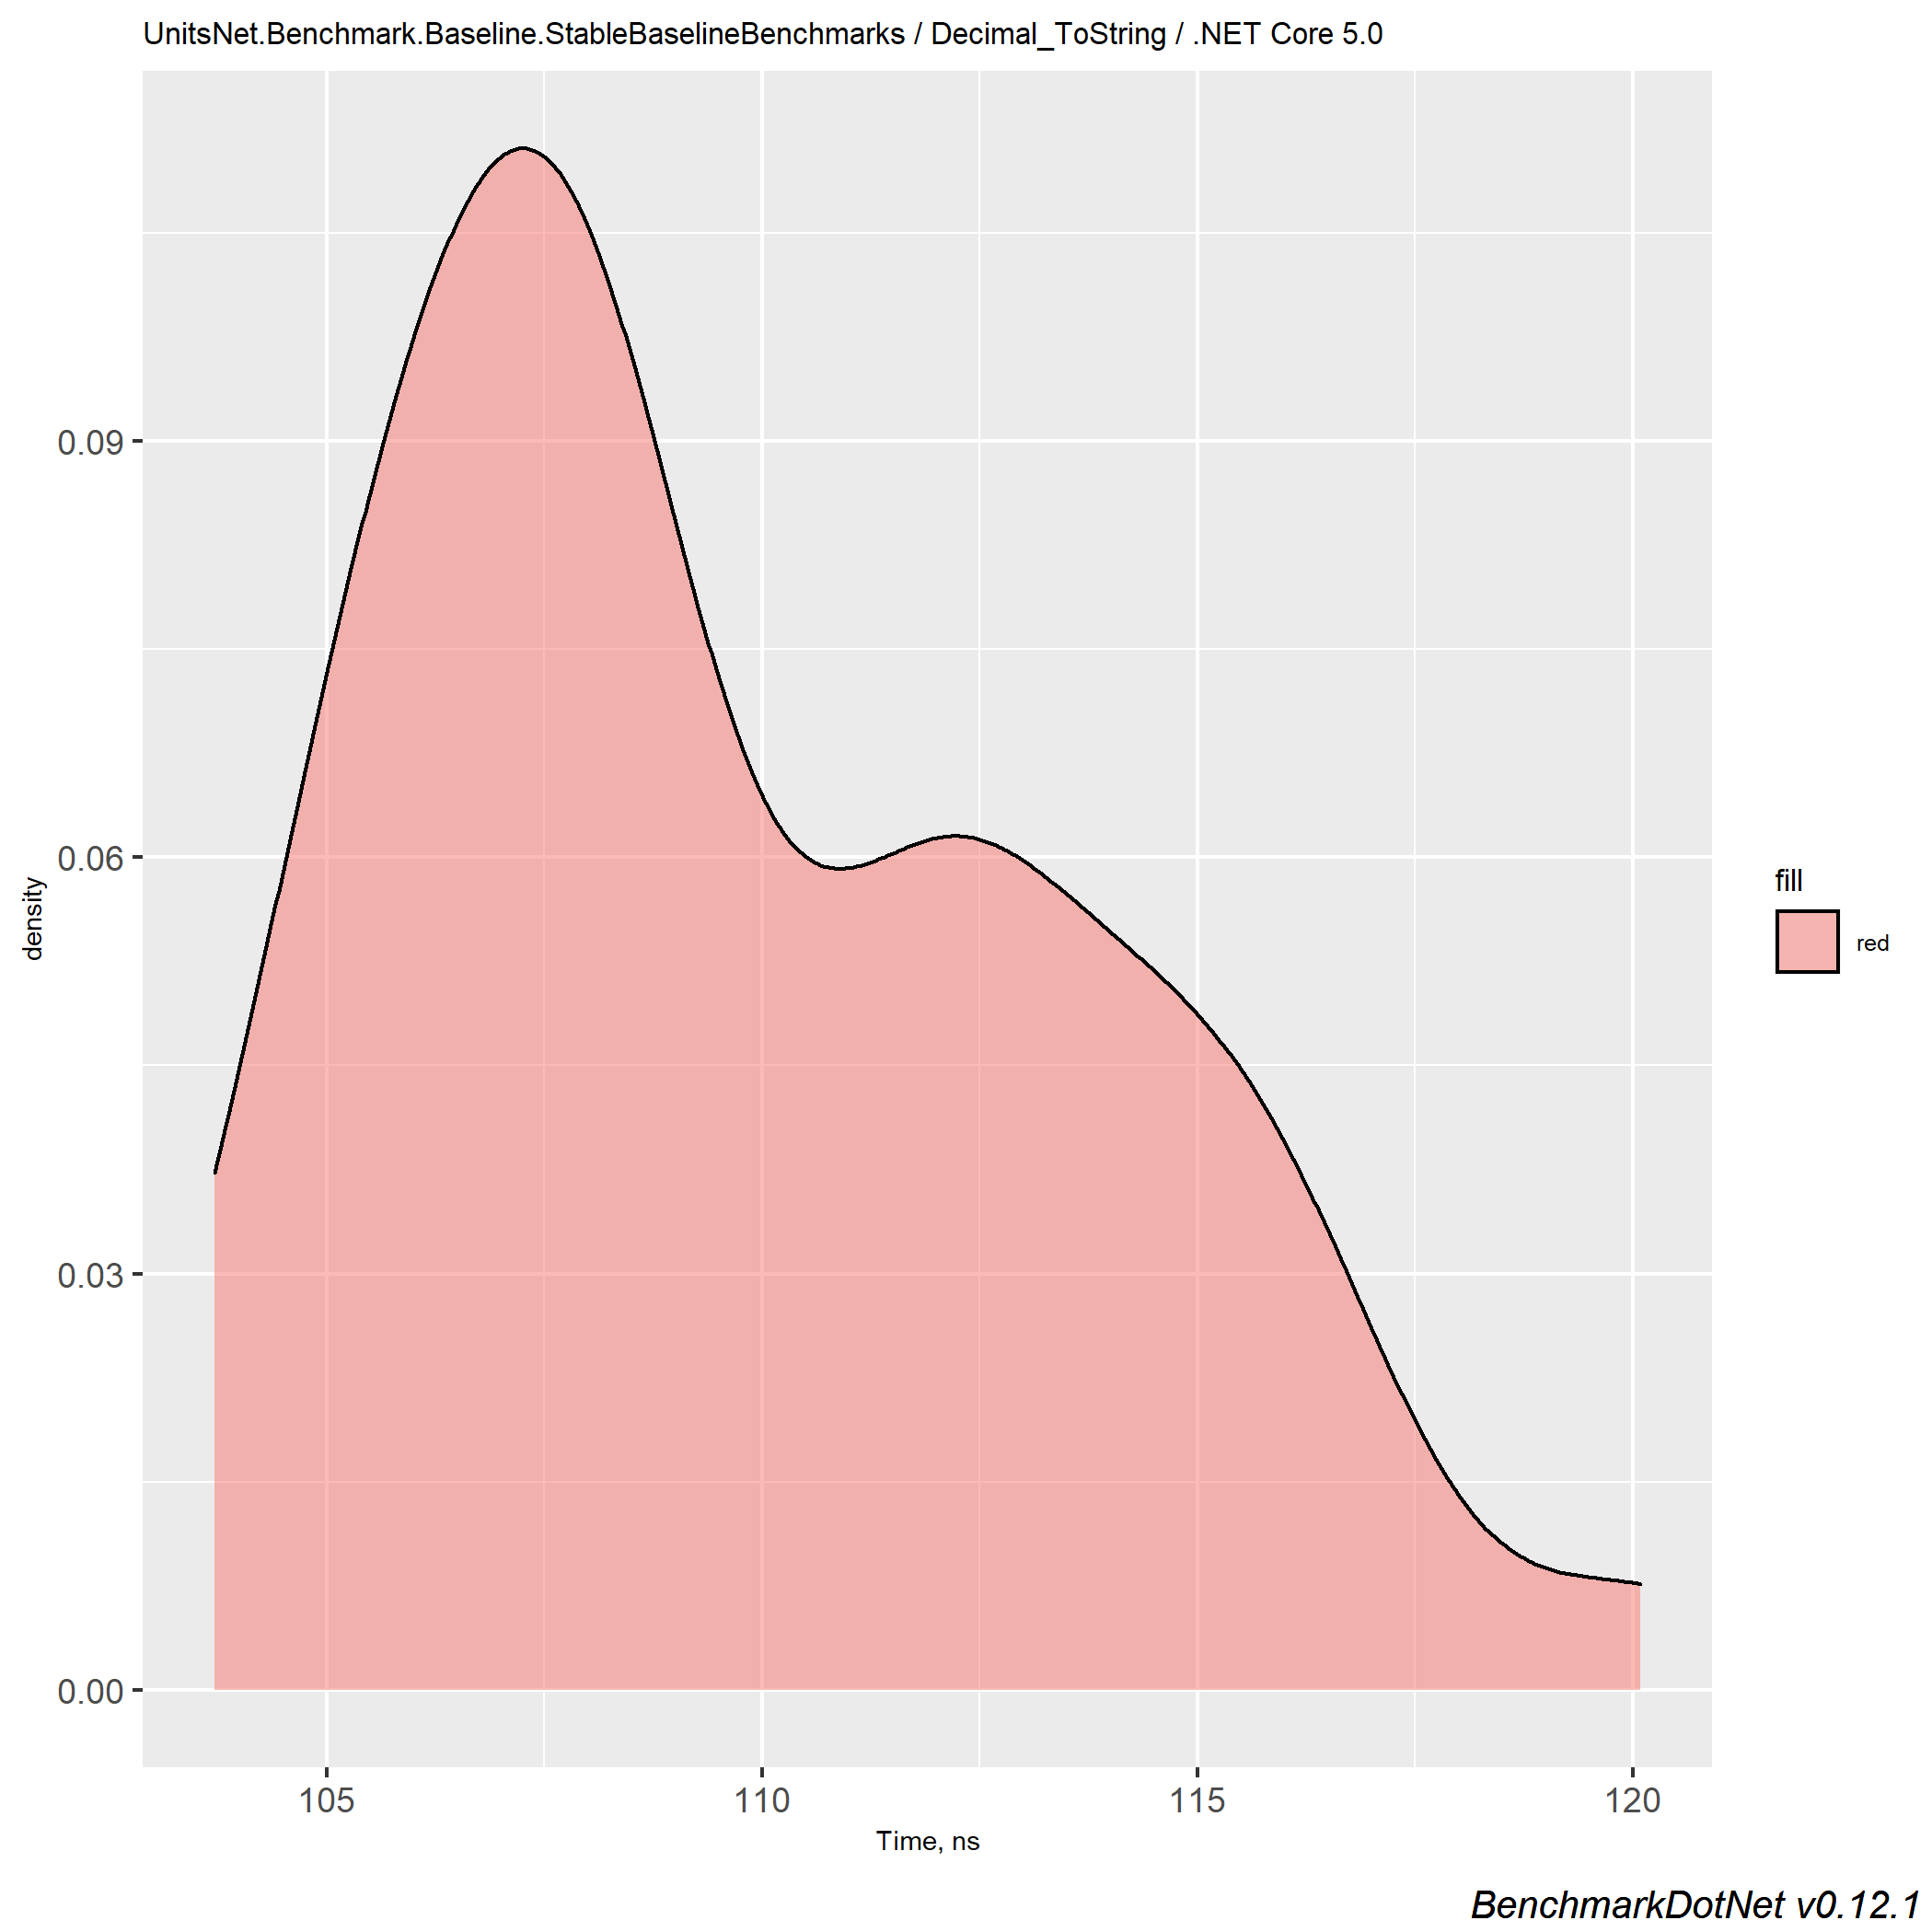 UnitsNet.Benchmark.Baseline.StableBaselineBenchmarks / Decimal_ToString / .NET Core 5.0
0.09
0.06
0.03
0.00
density
105 110 115 120
Time, ns
fill
red
BenchmarkDotNet v0.12.1